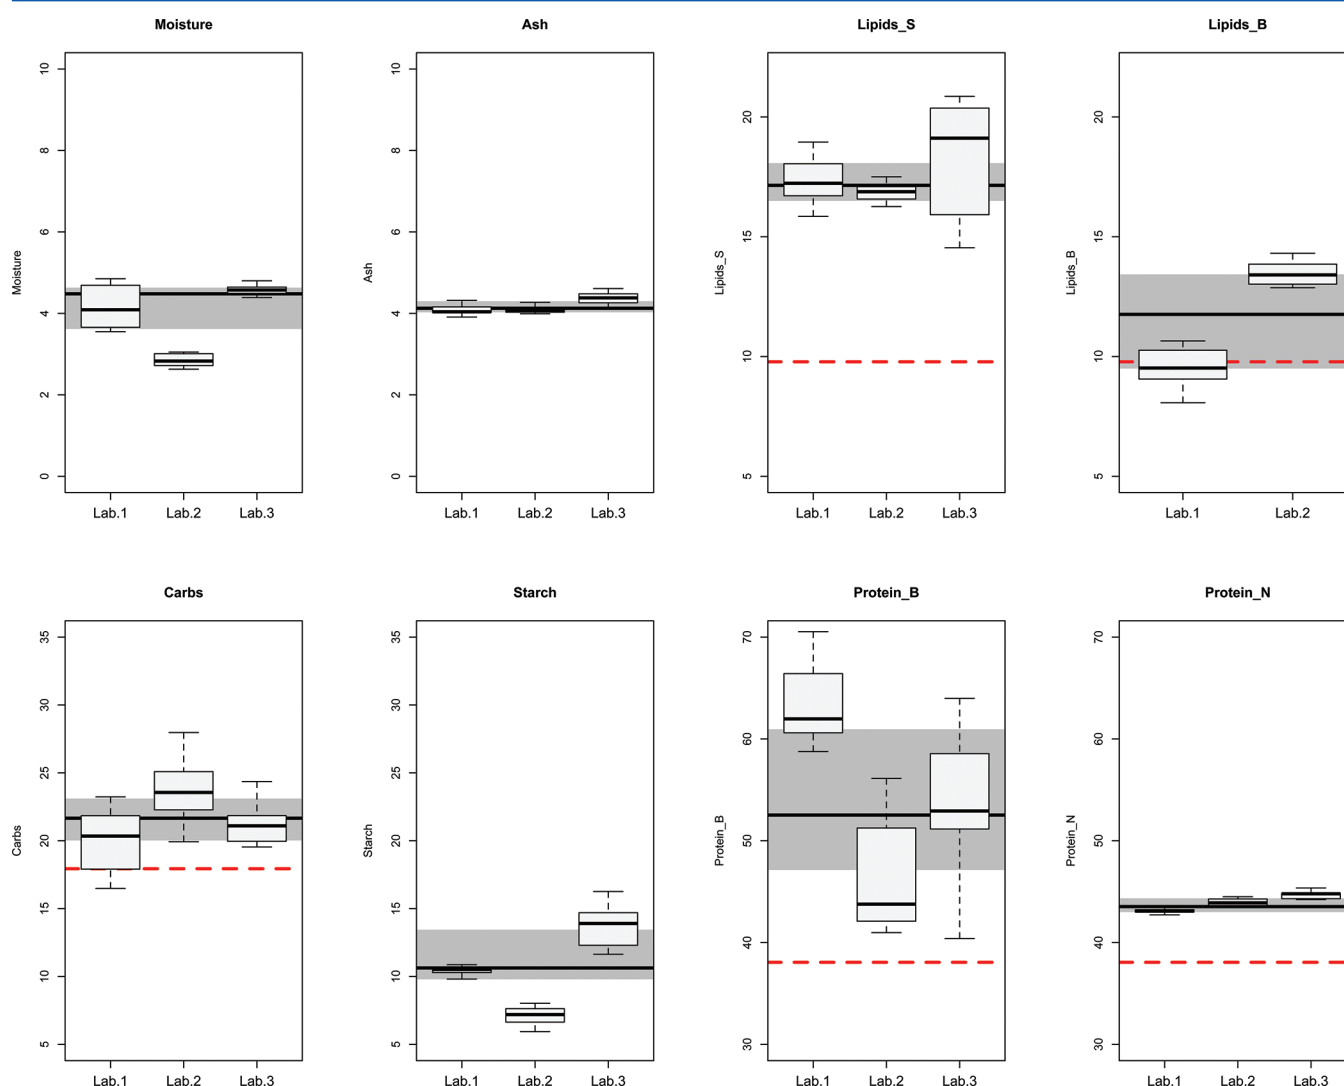 Moisture
Ash
Lipids_S
Lipids_B
10
8
6
4
2
0
Moisture
Lab.1 Lab.2 Lab.3
10
8
6
4
2
0
Ash
Lab.1 Lab.2 Lab.3
20
15
10
5
Lipids_S
Lab.1 Lab.2 Lab.3
20
15
10
5
Lipids_B
Lab.1 Lab.2
Carbs
Starch
Protein_B
Protein_N
35
30
25
20
15
10
5
Carbs
Lab.1 Lab.2 Lab.3
35
30
25
20
15
10
5
Starch
Lab.1 Lab.2 Lab.3
70
60
50
40
30
Protein_B
Lab.1 Lab.2 Lab.3
70
60
50
40
30
Protein_N
Lab.1 Lab.2 Lab.3